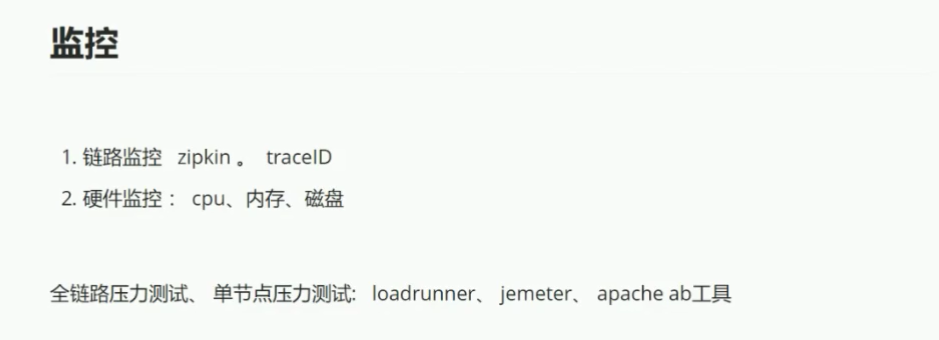 监控
1. 链路监控 zipkin 。 traceID
2. 硬件监控： cpu、内存、磁盘
全链路压力测试、 单节点压力测试: loadrunner、 jemeter、 apache ab工具